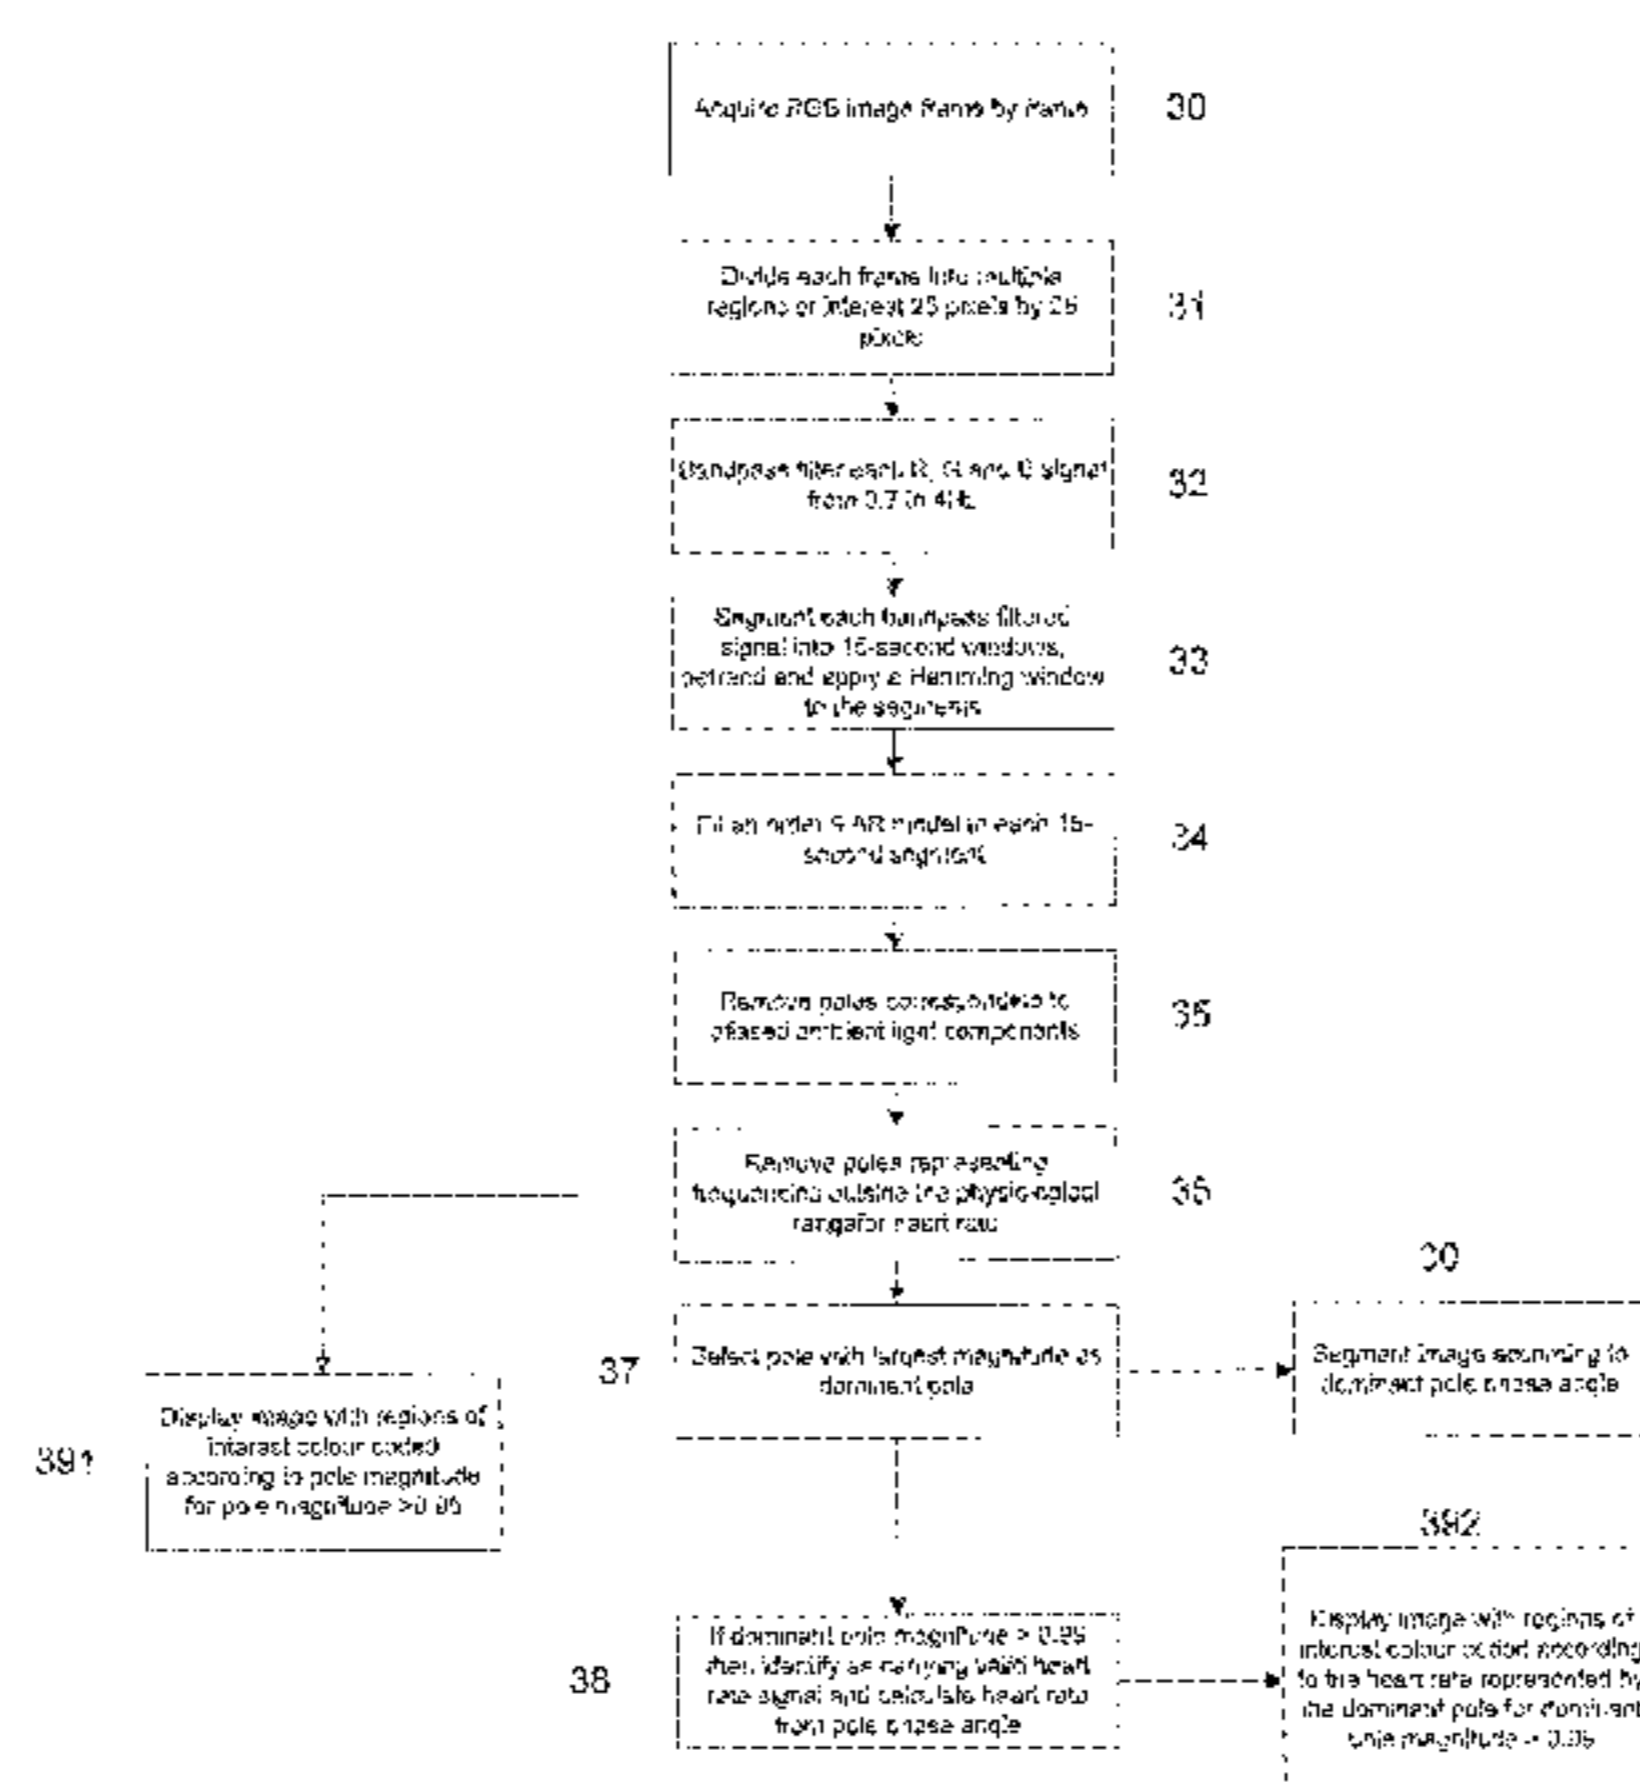 Acquire RGB image frame by frame
30
Divide each frame into multiple
regions of interest 25 pixels by 25
pixels
31
Bandpass filter each R, G and B signal
from 0.7 to 4Hz
32
Segment each bandpass filtered
signal into 15-second windows,
detrend and apply a Hamming window
to the segments
33
Fit an order 9 AR model to each 15-
second segment
34
Remove poles corresponding to
aliased ambient light components
35
Remove poles representing
frequencies outside the physiological
rangefor heart rate
36
37
Select pole with largest magnitude as
dominant pole
Segment image according to
dominant pole phase angle
391
Display image with regions of
interest colour coded
according to pole magnitude
for pole magnitude >0.95
38
If dominant pole magnitude > 0.95
then identify as carrying valid heart
rate signal and calculate heart rate
from pole phase angle
392
Display image with regions of
interest colour coded according
to the heart rate represented by
the dominant pole for dominant
pole magnitude > 0.95